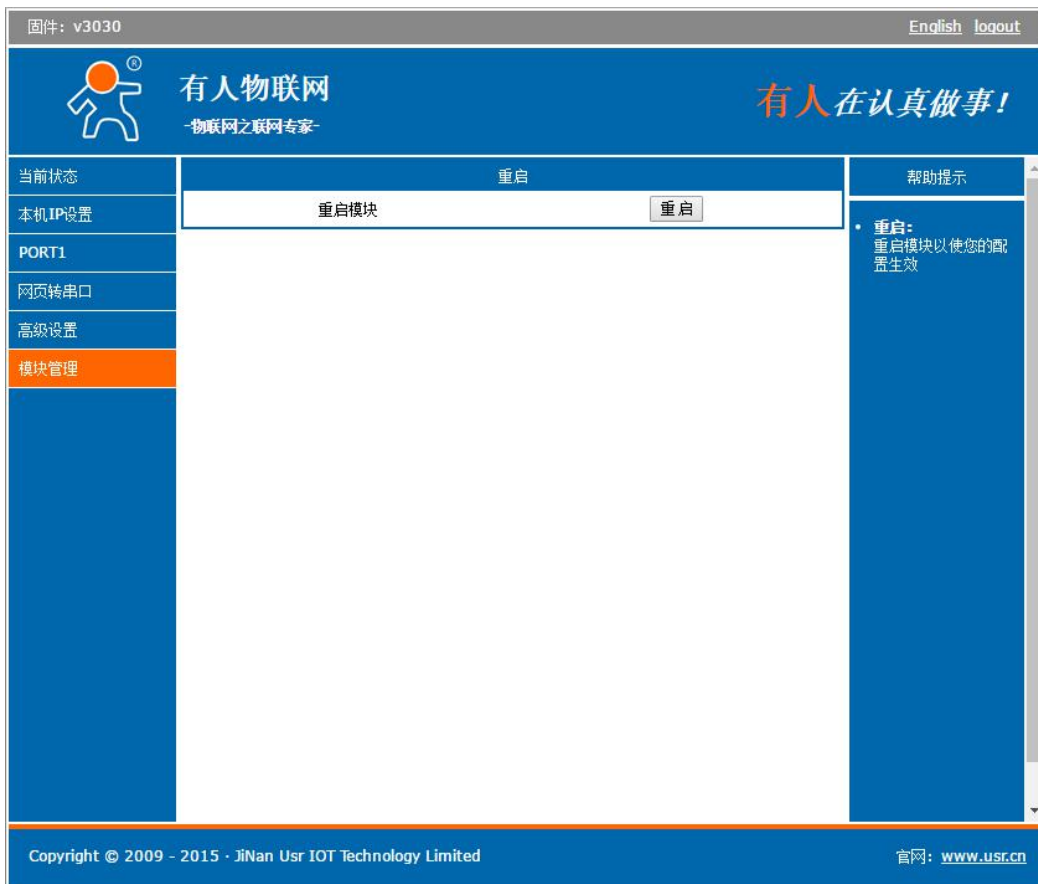 固件：v3030
English logout
®
有人物联网
-物联网之联网专家-
有人在认真做事！
当前状态
本机IP设置
PORT1
网页转串口
高级设置
模块管理
重启
重启模块 重启
帮助提示
• 重启：
重启模块以使您的配
置生效
Copyright © 2009 - 2015 · JiNan Usr IOT Technology Limited
官网：www.usr.cn